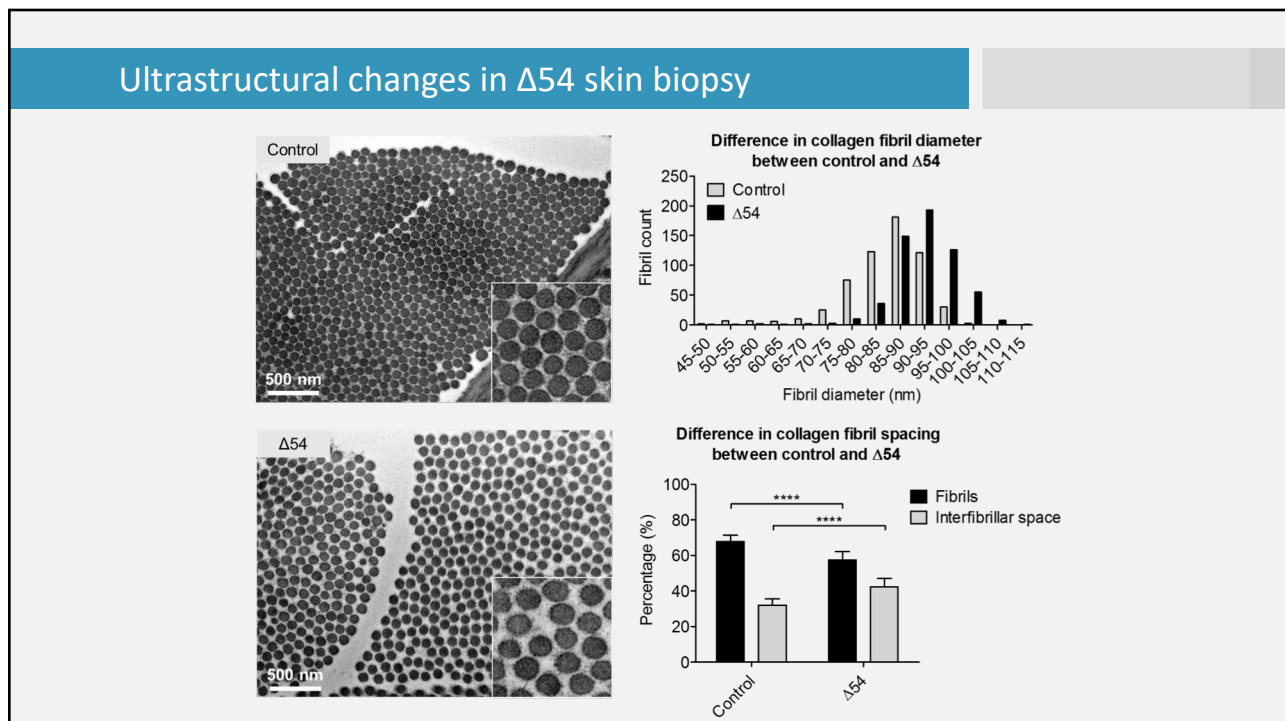 Ultrastructural changes in Δ54 skin biopsy
Control
500 nm
Difference in collagen fibril diameter
between control and Δ54
Control
Δ54
Fibril count
250
200
150
100
50
0
45-50
50-55
55-60
60-65
65-70
70-75
75-80
80-85
85-90
90-95
95-100
100-105
105-110
110-115
Fibril diameter (nm)
Δ54
500 nm
Difference in collagen fibril spacing
between control and Δ54
Percentage (%)
100
80
60
40
20
0
****
****
Fibrils
Interfibrillar space
Control
Δ54